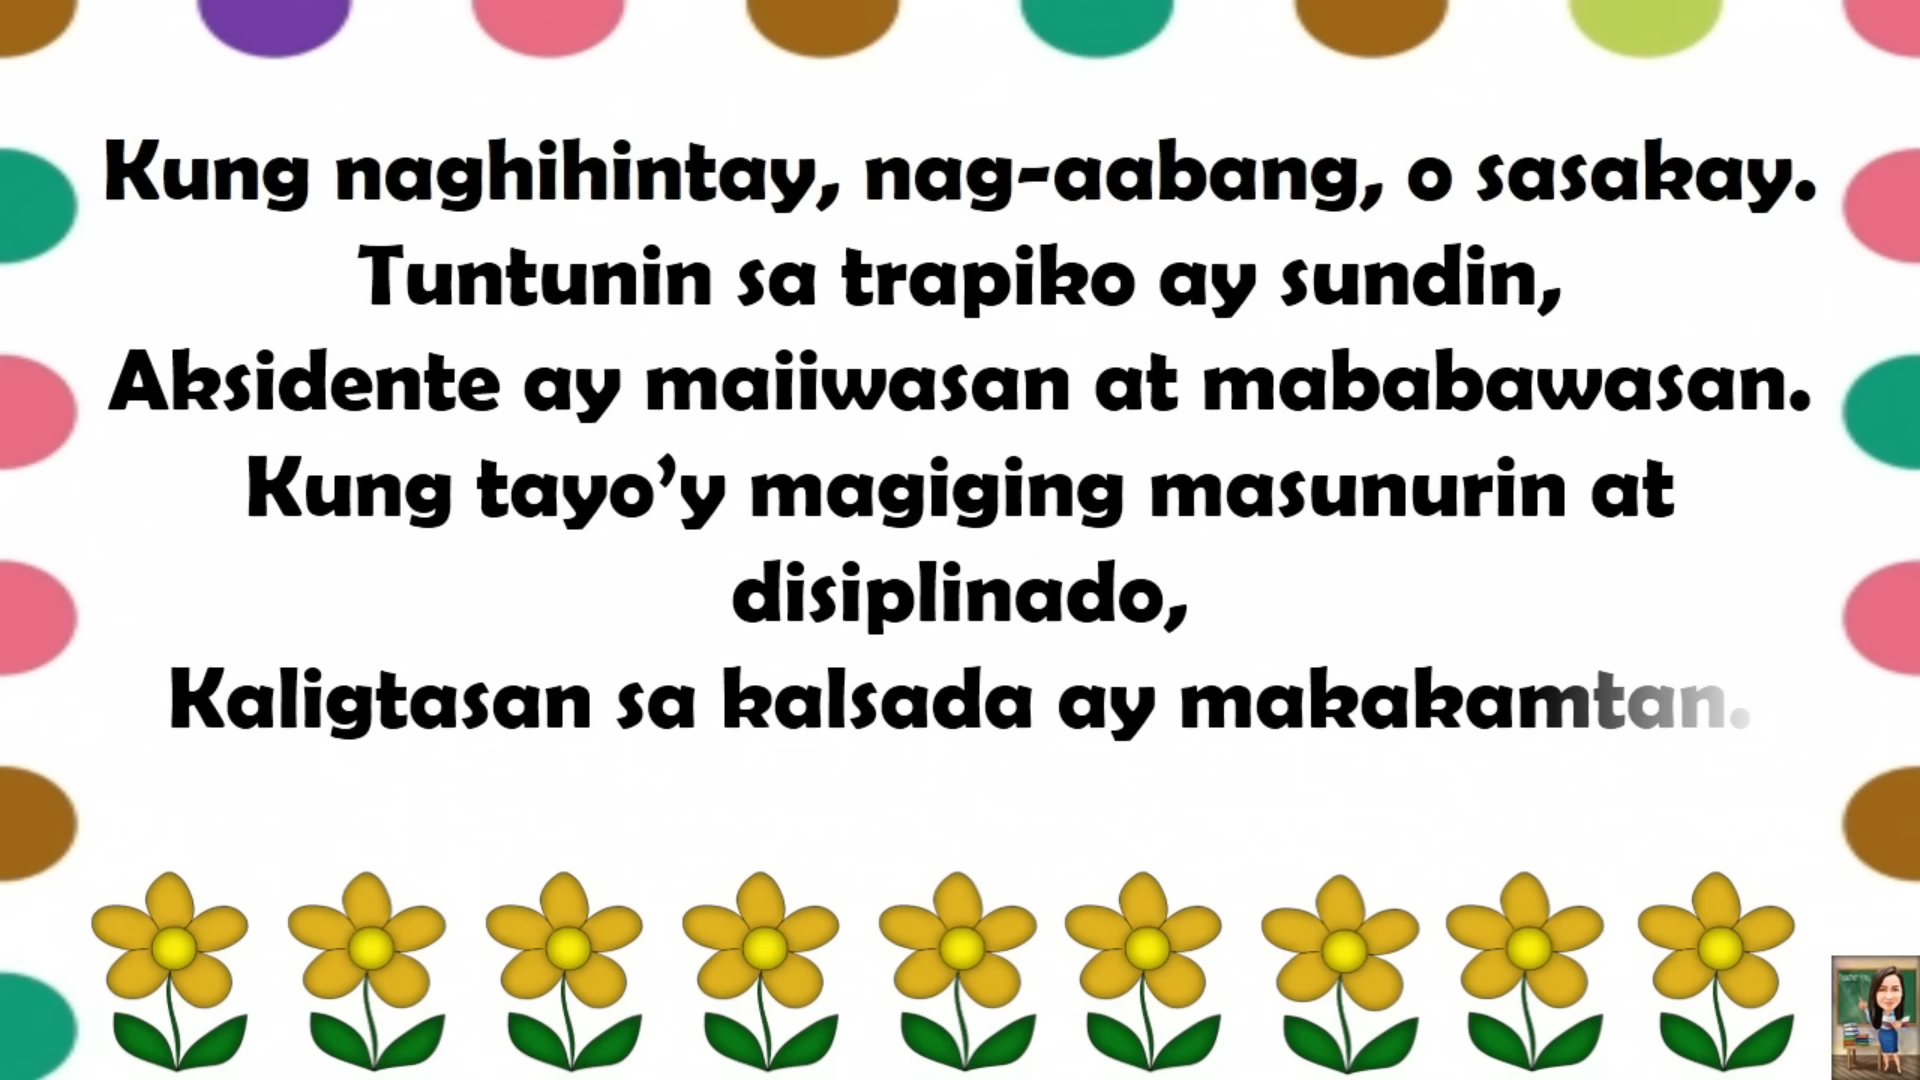 Kung naghihintay, nag-aabang, o sasakay.
Tuntunin sa trapiko ay sundin,
Aksidente ay maiiwasan at mababawasan.
Kung tayo’y magiging masunurin at
disiplinado,
Kaligtasan sa kalsada ay makakamtan.